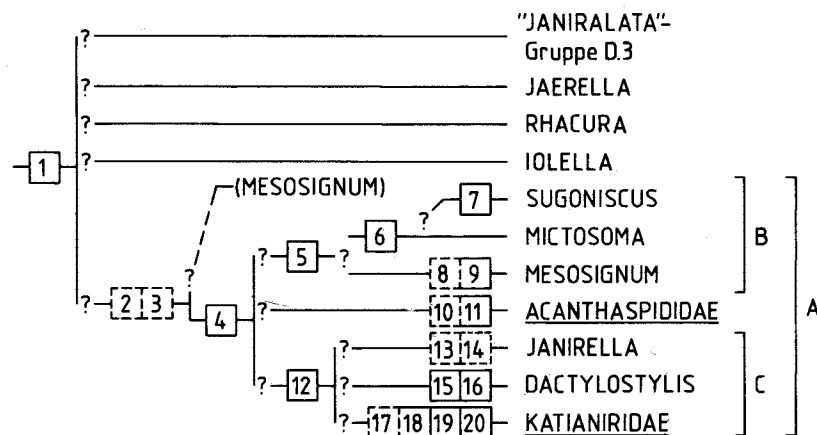 "JANIRALATA"-
Gruppe D.3
?
? JAERELLA
? RHACURA
1 ? IOLELLA
(MESOSIGNUM)
7 SUGONISCUS
?
6 MICTOSOMA B
? 5 ?
8 9 MESOSIGNUM
?
? 2 3 4 ? 10 11 ACANTHASPIDIDAE A
? 13 14 JANIRELLA
? 12 ? 15 16 DACTYLOSTYLIS C
? 17 18 19 20 KATIANIRIDAE